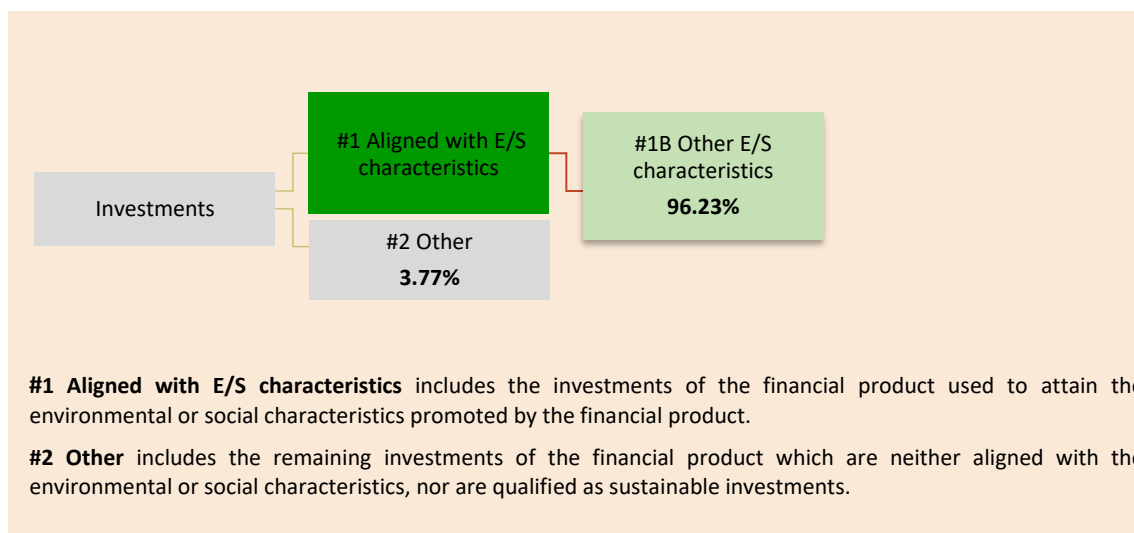 #1 Aligned with E/S
characteristics
#1B Other E/S
characteristics
96.23%
Investments
#2 Other
3.77%
#1 Aligned with E/S characteristics includes the investments of the financial product used to attain the
environmental or social characteristics promoted by the financial product.
#2 Other includes the remaining investments of the financial product which are neither aligned with the
environmental or social characteristics, nor are qualified as sustainable investments.